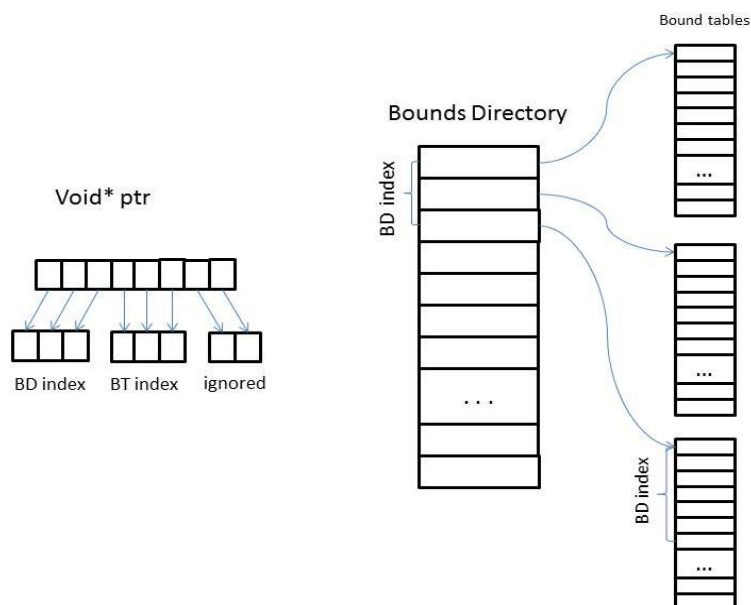 Bound tables
Bounds Directory
BD index
...
Void* ptr
BD index BT index ignored
...
. . .
BD index
...